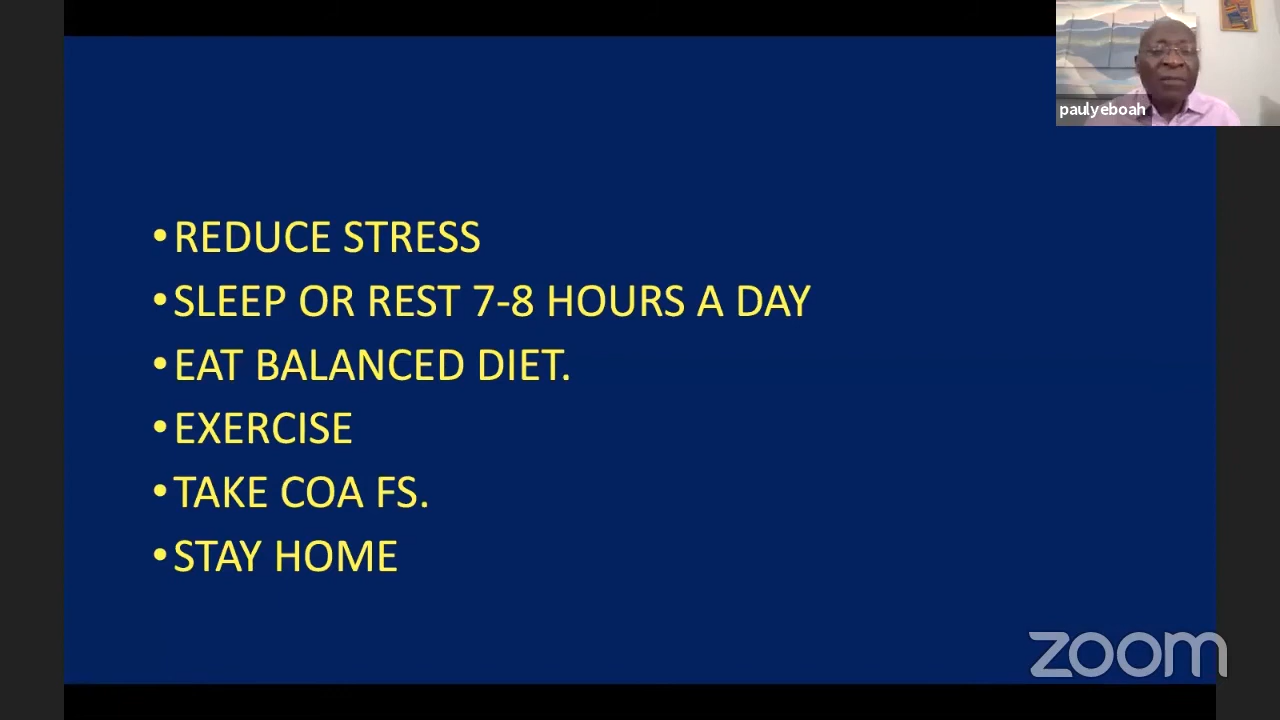 paulyeboah
• REDUCE STRESS
• SLEEP OR REST 7-8 HOURS A DAY
• EAT BALANCED DIET.
• EXERCISE
• TAKE COA FS.
• STAY HOME
zoom